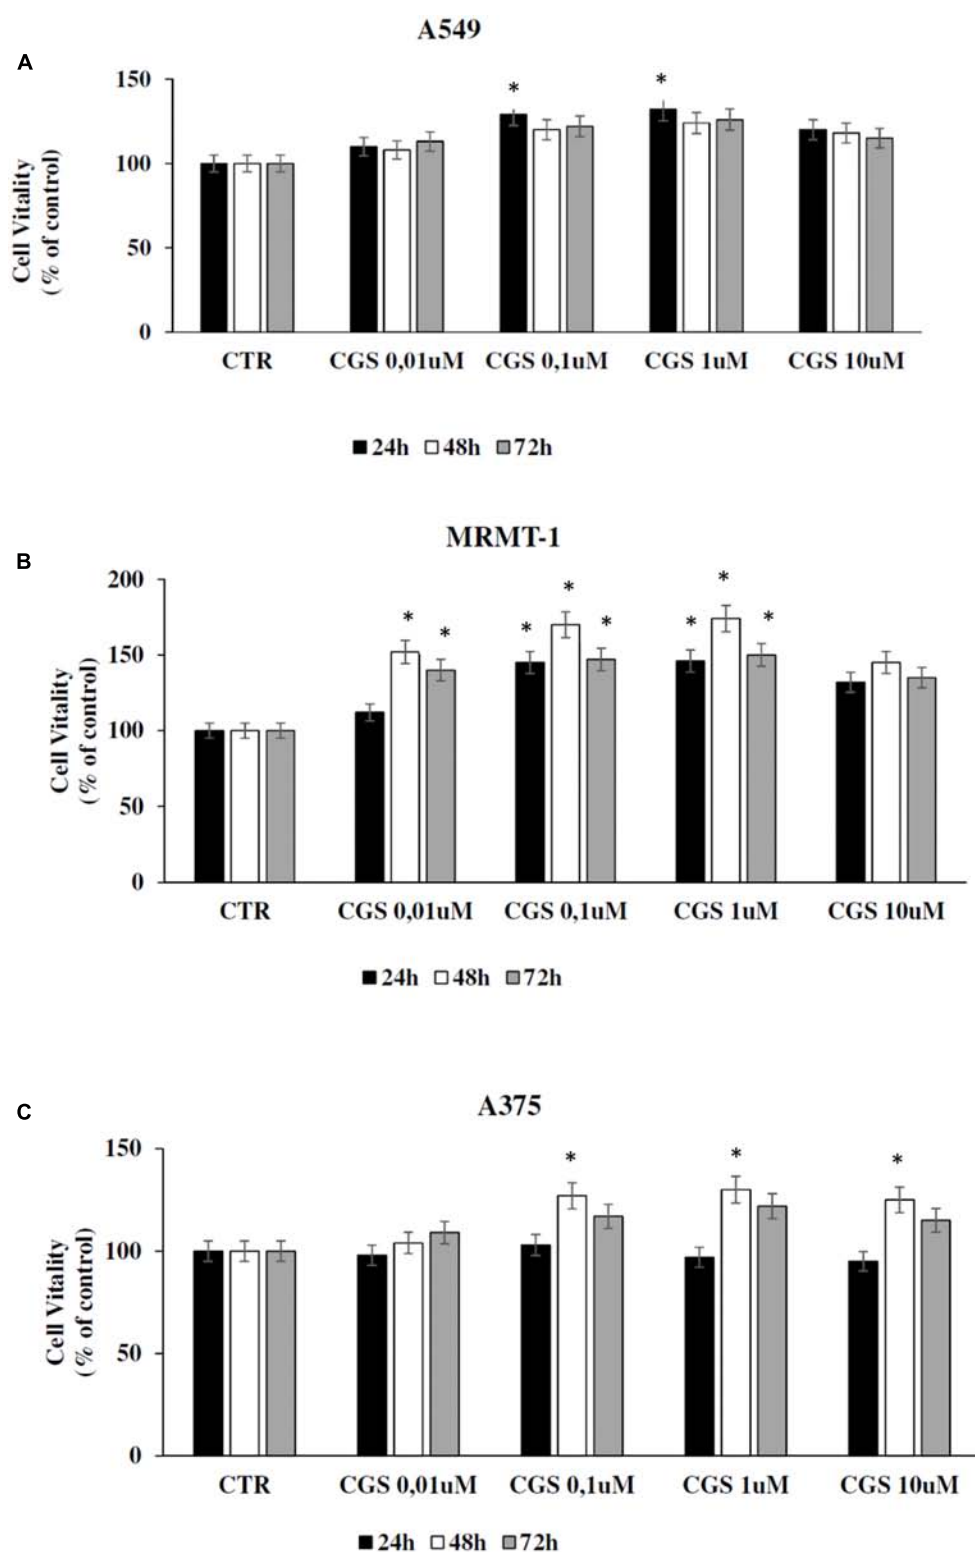 A549
A
150
100
50
0
Cell Vitality
(% of control)
*
*
CTR CGS 0,01uM CGS 0,1uM CGS 1uM CGS 10uM
24h 48h 72h
MRMT-1
B
200
150
100
50
0
Cell Vitality
(% of control)
* * * * * * * *
CTR CGS 0,01uM CGS 0,1uM CGS 1uM CGS 10uM
24h 48h 72h
A375
C
150
100
50
0
Cell Vitality
(% of control)
* * *
CTR CGS 0,01uM CGS 0,1uM CGS 1uM CGS 10uM
24h 48h 72h